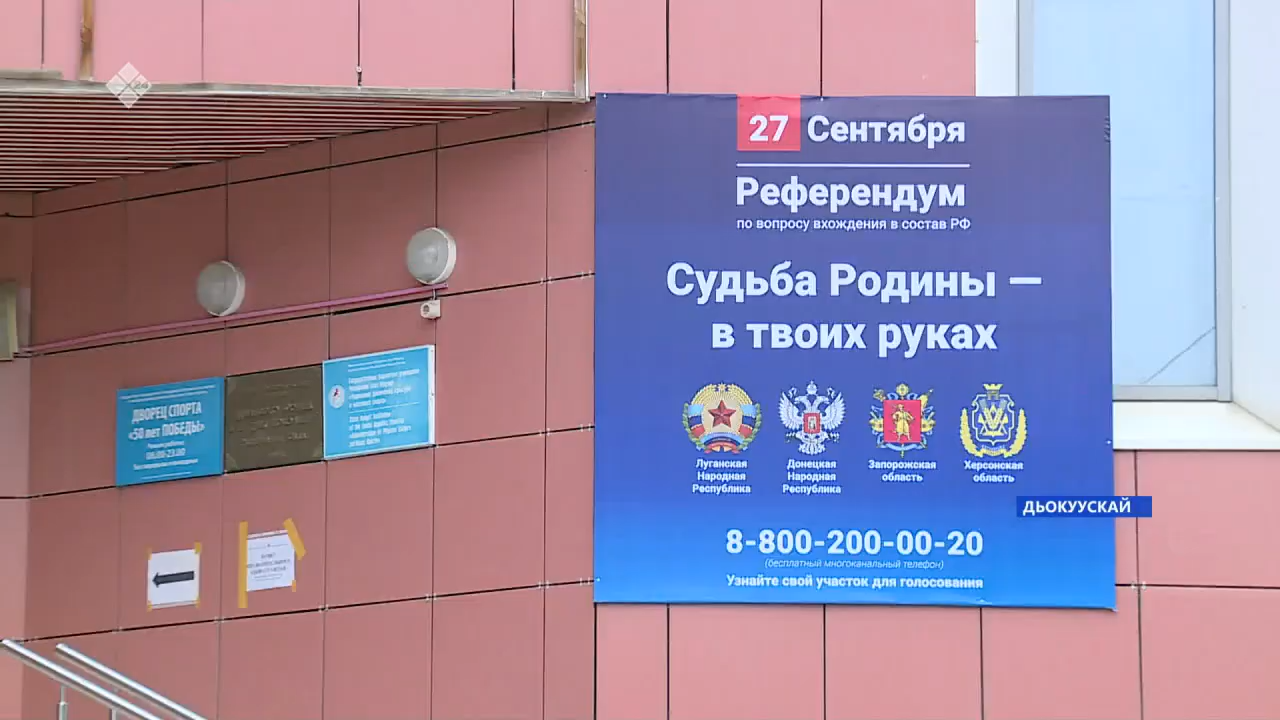 27 Сентября
Референдум
по вопросу вхождения в состав РФ
Судьба Родины —
в твоих руках
Луганская
Народная
Республика
Донецкая
Народная
Республика
Запорожская
область
Херсонская
область
8-800-200-00-20
(бесплатный многоканальный телефон)
Узнайте свой участок для голосования
ДЬОКУУСКАЙ
ДВОРЕЦ СПОРТА
«50 лет ПОБЕДЫ»